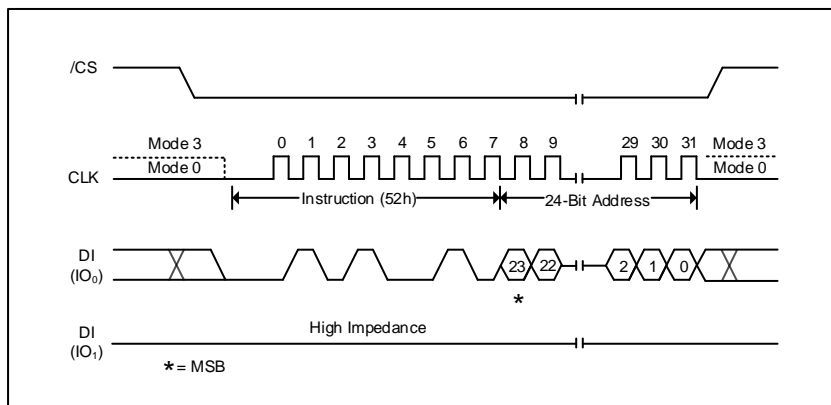 /CS
Mode 3
0 1 2 3 4 5 6 7 8 9 29 30 31
Mode 3
CLK
Mode 0
Mode 0
Instruction (52h)
24-Bit Address
DI
(IO₀)
23 22 2 1 0
*
High Impedance
DI
(IO₁)
* = MSB